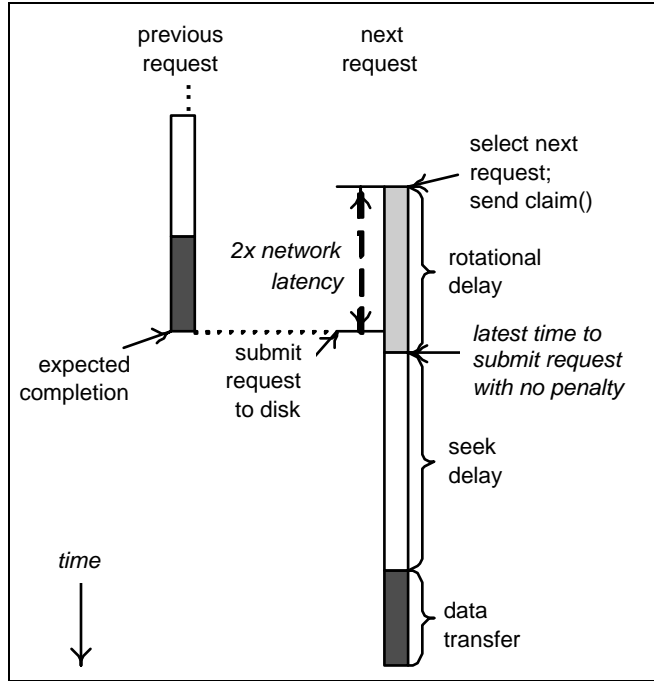 previous
request
next
request
select next
request;
send claim()
2x network
latency
rotational
delay
expected
completion
submit
request
to disk
latest time to
submit request
with no penalty
seek
delay
time
data
transfer